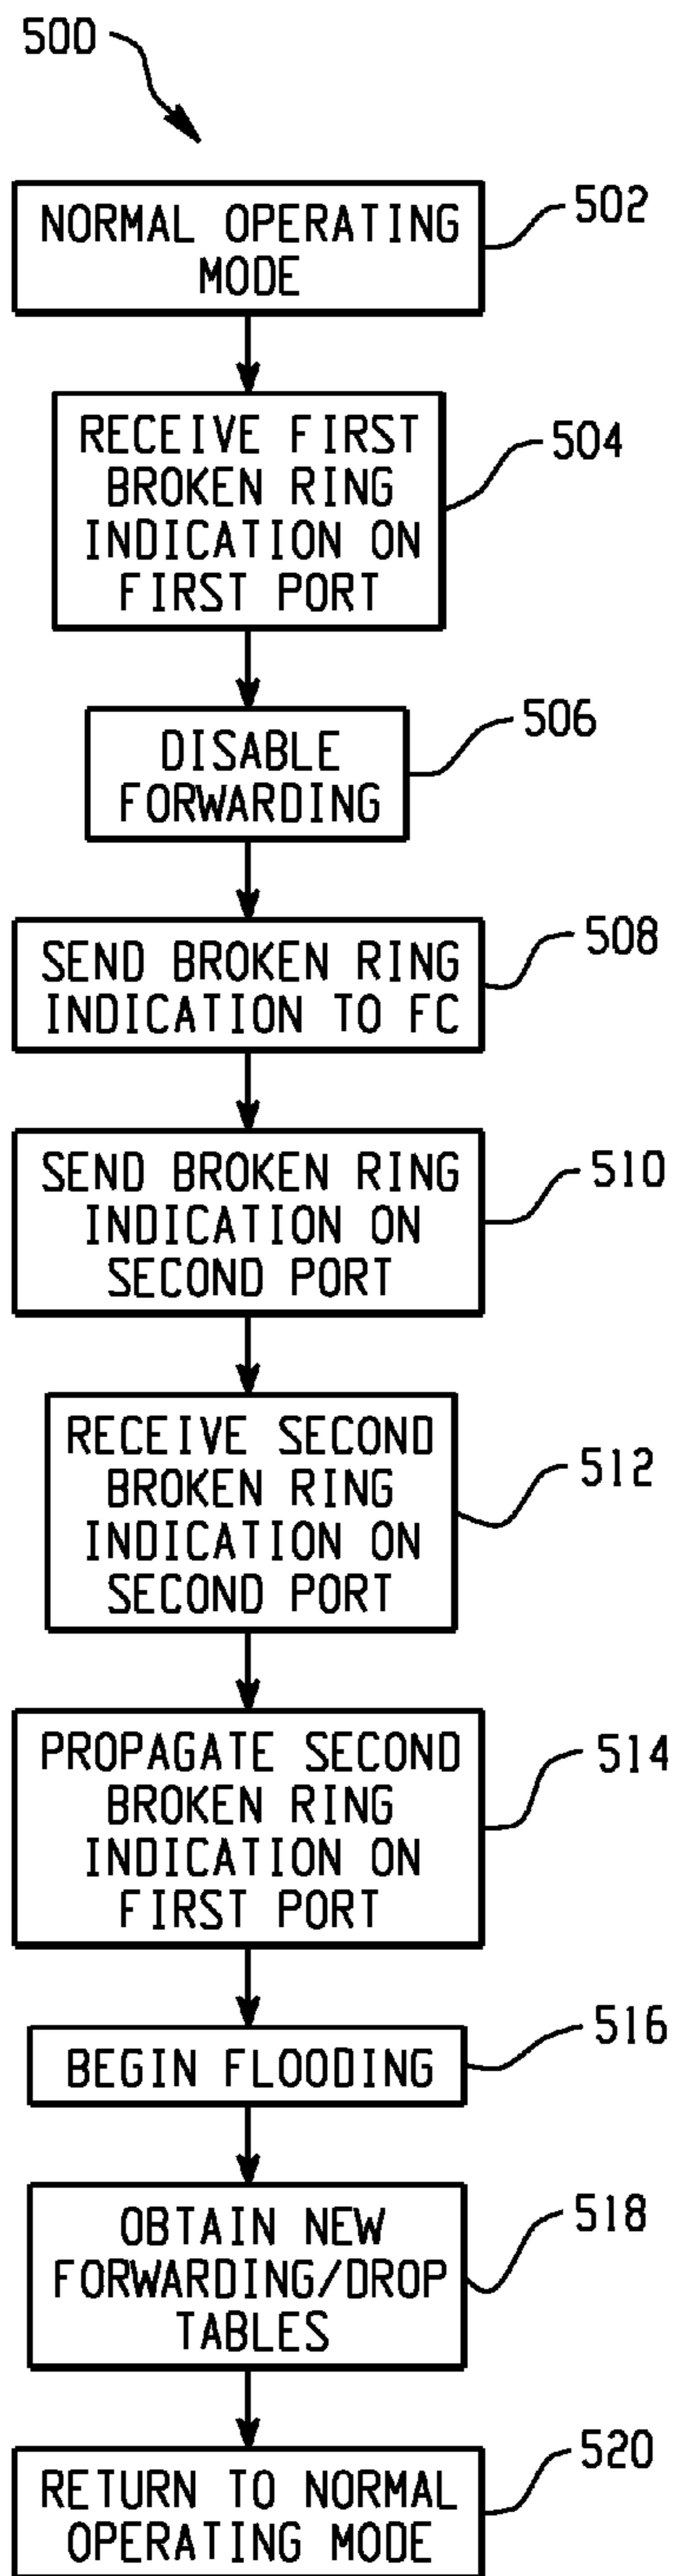 500
NORMAL OPERATING
MODE
502
RECEIVE FIRST
BROKEN RING
INDICATION ON
FIRST PORT
504
DISABLE
FORWARDING
506
SEND BROKEN RING
INDICATION TO FC
508
SEND BROKEN RING
INDICATION ON
SECOND PORT
510
RECEIVE SECOND
BROKEN RING
INDICATION ON
SECOND PORT
512
PROPAGATE SECOND
BROKEN RING
INDICATION ON
FIRST PORT
514
BEGIN FLOODING
516
OBTAIN NEW
FORWARDING/DROP
TABLES
518
RETURN TO NORMAL
OPERATING MODE
520